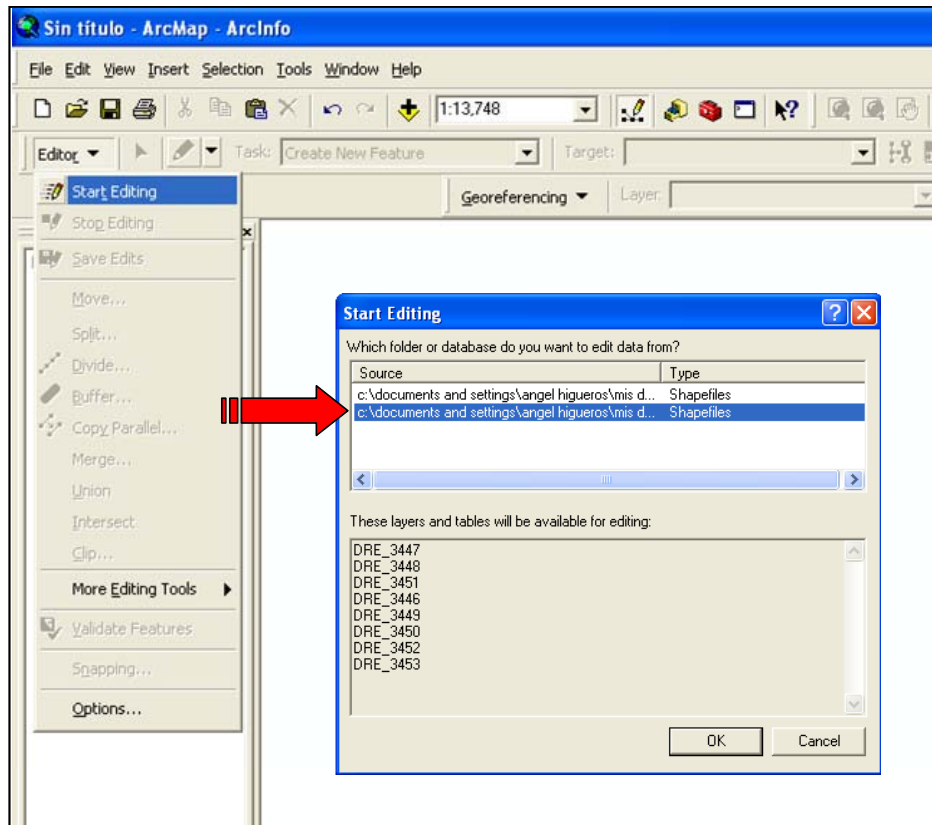 Sin título - ArcMap - ArcInfo
File Edit View Insert Selection Tools Window Help
1:13,748
Editor Task: Create New Feature Target:
Georeferencing Layer:
Start Editing
Stop Editing
Save Edits
Move...
Split...
Divide...
Buffer...
Copy Parallel...
Merge...
Union
Intersect
Clip...
More Editing Tools
Validate Features
Snapping...
Options...
Start Editing
Which folder or database do you want to edit data from?
Source Type
c:\documents and settings\angel higueros\mis d... Shapefiles
c:\documents and settings\angel higueros\mis d... Shapefiles
These layers and tables will be available for editing:
DRE_3447
DRE_3448
DRE_3451
DRE_3446
DRE_3449
DRE_3450
DRE_3452
DRE_3453
OK Cancel